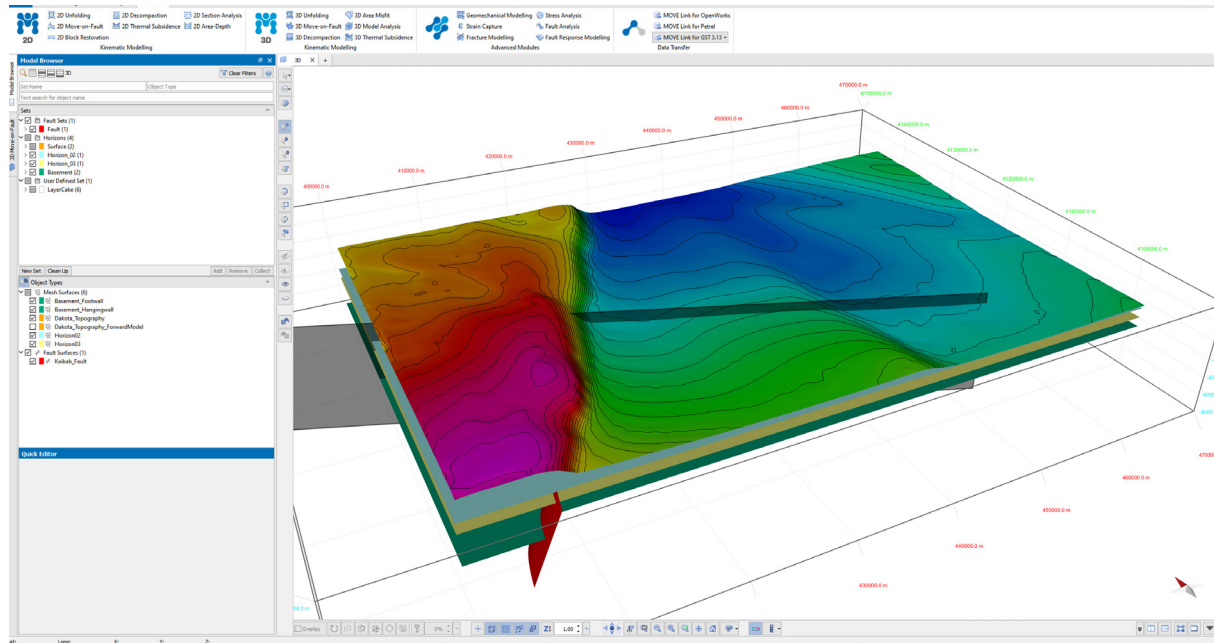 2D Unfolding 2D Decompaction 2D Section Analysis
2D Move-on-Fault 2D Thermal Subsidence 2D Area-Depth
2D Block Restoration
2D
Kinematic Modelling
3D Unfolding 3D Area Misfit
3D Move-on-Fault 3D Model Analysis
3D Decompaction 3D Thermal Subsidence
3D
Kinematic Modelling
Geomechanical Modelling Stress Analysis
Strain Capture Fault Analysis
Fracture Modelling Fault Response Modelling
Advanced Modules
MOVE Link for OpenWorks
MOVE Link for Petrel
MOVE Link for GST 3.13
Data Transfer
Model Browser
3D Move-on-Fault
Model Browser
3D Clear Filters
Set Name Object Type
Text search for object name
Sets
Fault Sets (1)
Fault (1)
Horizons (4)
Surface (2)
Horizon_02 (1)
Horizon_03 (1)
Basement (2)
User Defined Set (1)
LayerCake (6)
New Set Clean Up Add Remove Collect
Object Types
Mesh Surfaces (6)
Basement_Footwall
Basement_Hangingwall
Dakota_Topography
Dakota_Topography_ForwardModel
Horizon02
Horizon03
Fault Surfaces (1)
Kaibab_Fault
Quick Editor
3D × +
470000.0 m
4150000.0 m
460000.0 m
450000.0 m
4140000.0 m
440000.0 m
430000.0 m
4130000.0 m
420000.0 m
410000.0 m
4120000.0 m
400000.0 m
4110000.0 m
4100000.0 m
460000.0 m
450000.0 m
440000.0 m
430000.0 m
Overlay 0% Z: 1.00
X: Y: Z: